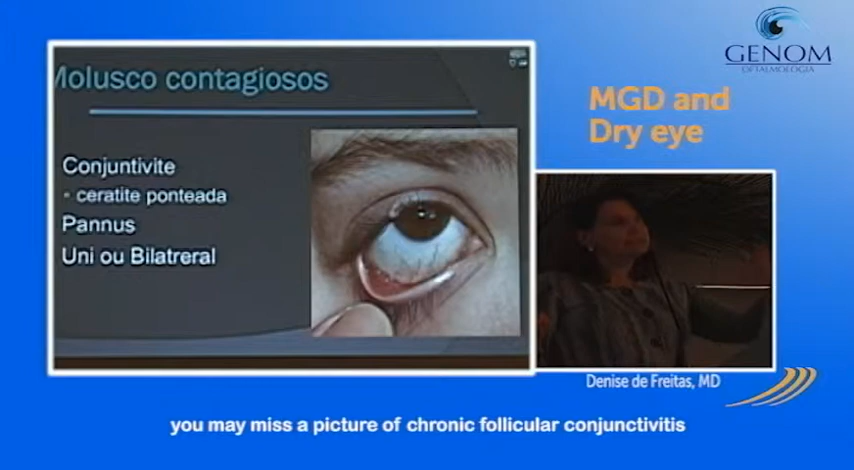 GENOM
OFTALMOLOGIA
MGD and
Dry eye
Molusco contagiosos
Conjuntivite
- ceratite ponteada
Pannus
Uni ou Bilatreral
Denise de Freitas, MD
you may miss a picture of chronic follicular conjunctivitis